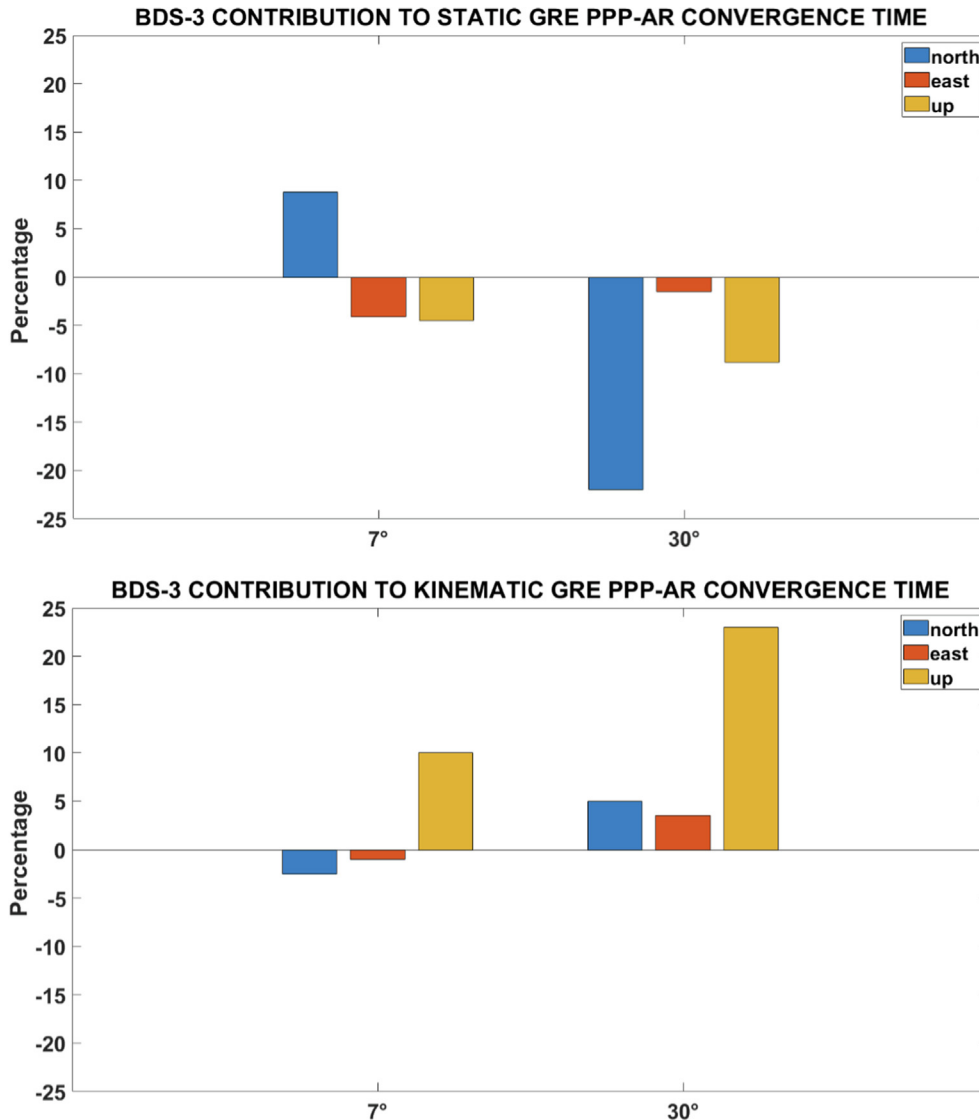 BDS-3 CONTRIBUTION TO STATIC GRE PPP-AR CONVERGENCE TIME
25
20
15
10
5
0
-5
-10
-15
-20
-25
Percentage
north
east
up
7°
30°
BDS-3 CONTRIBUTION TO KINEMATIC GRE PPP-AR CONVERGENCE TIME
25
20
15
10
5
0
-5
-10
-15
-20
-25
Percentage
north
east
up
7°
30°